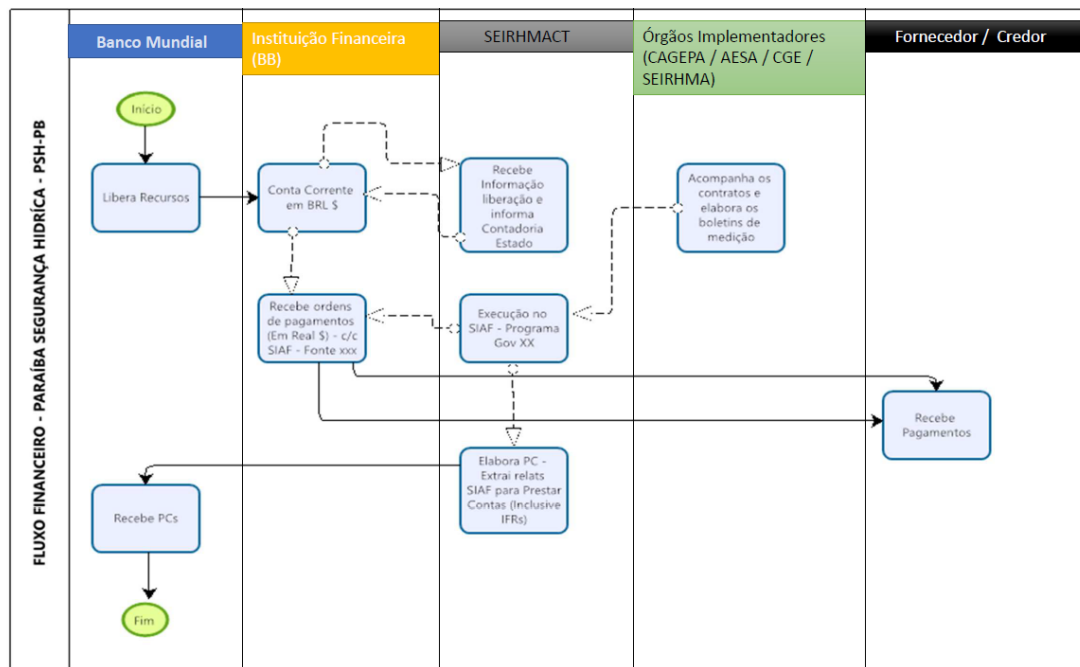 FLUXO FINANCEIRO - PARAÍBA SEGURANÇA HIDRÍCA - PSH-PB
Banco Mundial
Instituição Financeira
(BB)
SEIRHMACT
Órgãos Implementadores
(CAGEPA / AESA / CGE /
SEIRHMA)
Fornecedor / Credor
Início
Libera Recursos
Conta Corrente
em BRL $
Recebe
Informação
liberação e
informa
Contadoria
Estado
Acompanha os
contratos e
elabora os
boletins de
medição
Recebe ordens
de pagamentos
(Em Real $) - c/c
SIAF - Fonte xxx
Execução no
SIAF - Programa
Gov XX
Recebe
Pagamentos
Elabora PC -
Extrai relats
SIAF para Prestar
Contas (Inclusive
IFRs)
Recebe PCs
Fim